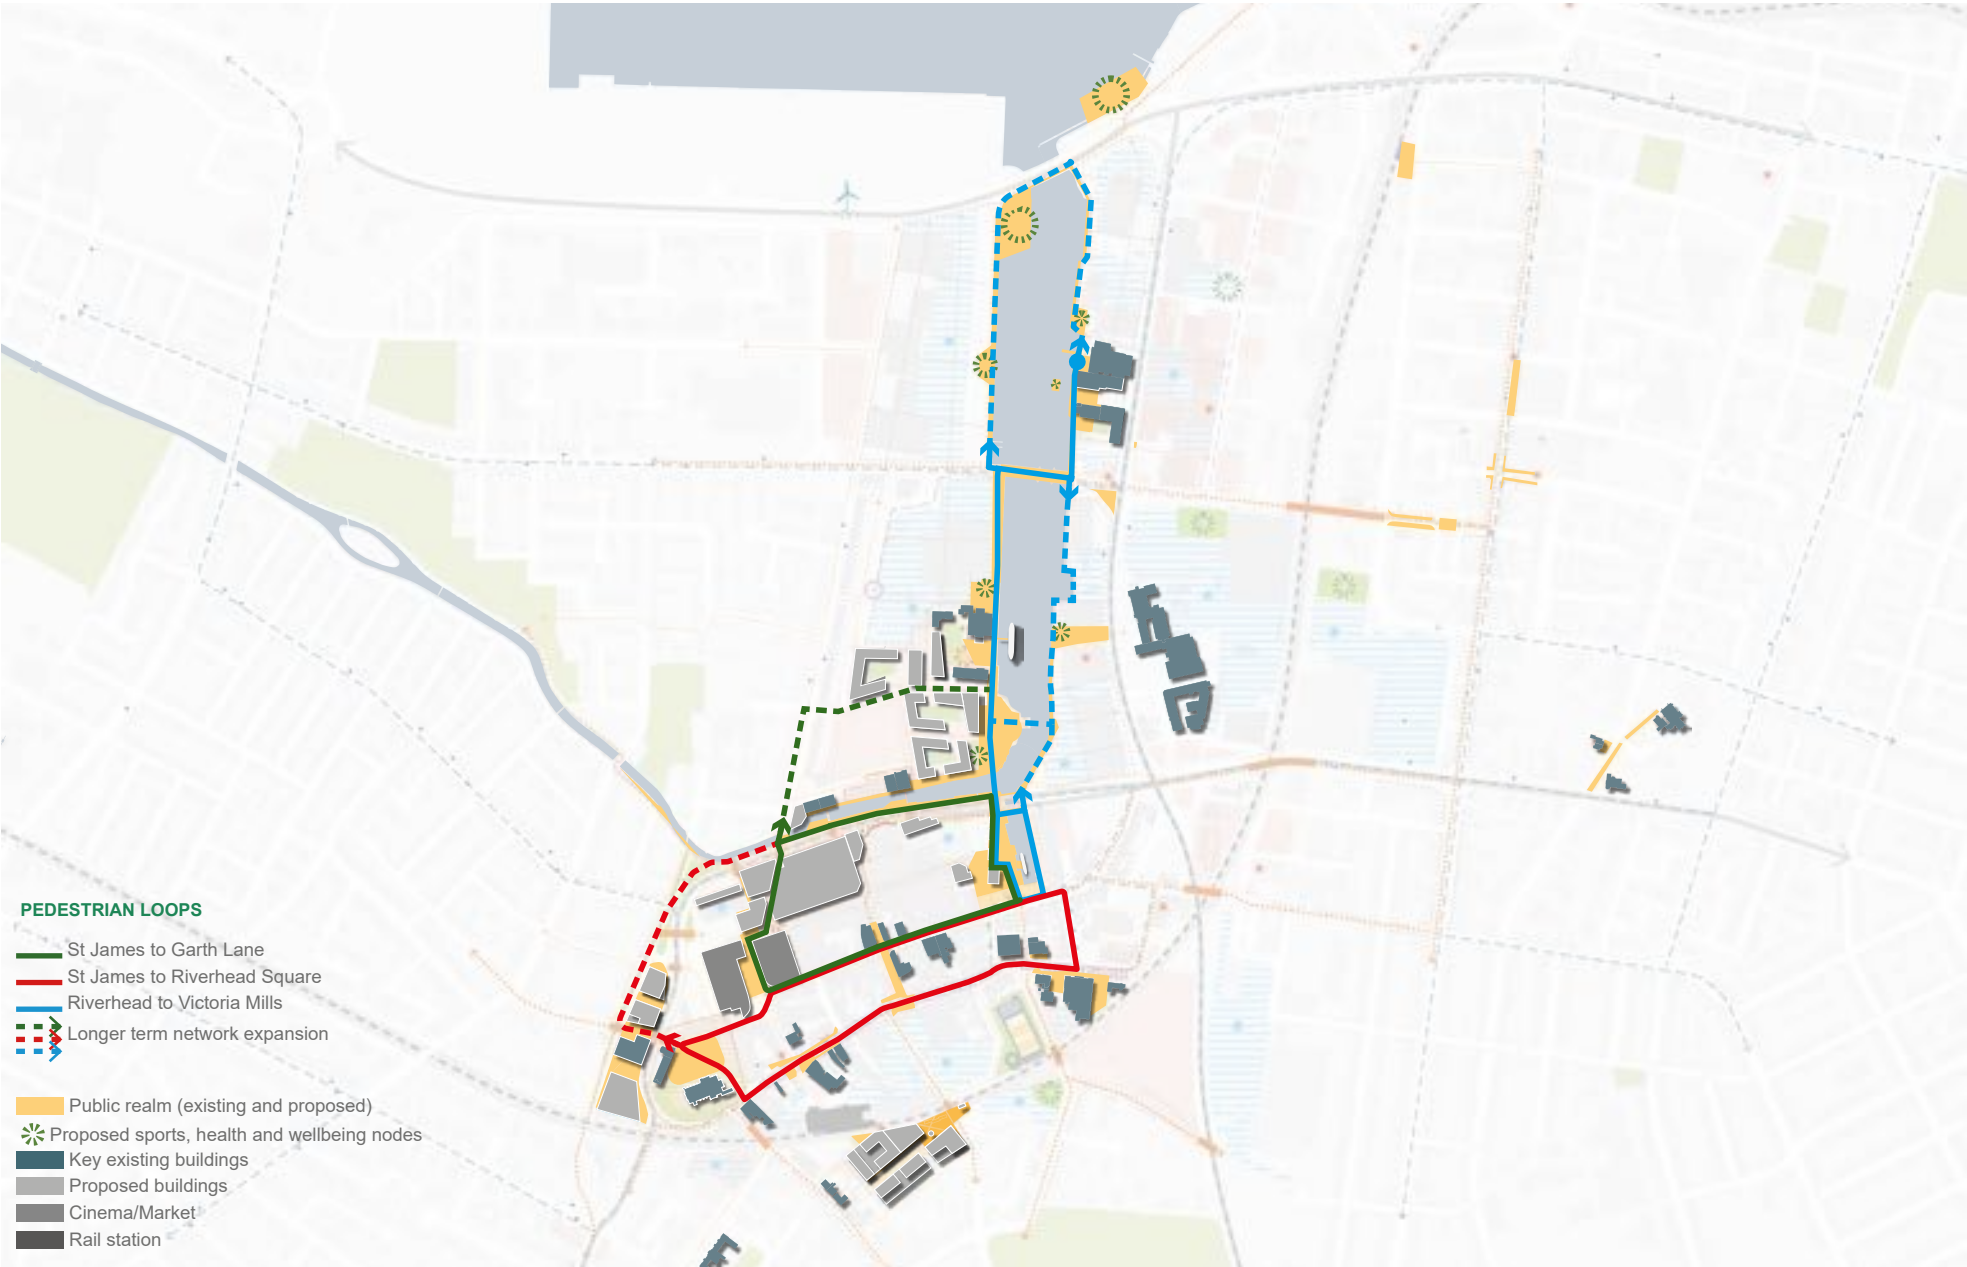 PEDESTRIAN LOOPS
St James to Garth Lane
St James to Riverhead Square
Riverhead to Victoria Mills
Longer term network expansion
Public realm (existing and proposed)
Proposed sports, health and wellbeing nodes
Key existing buildings
Proposed buildings
Cinema/Market
Rail station